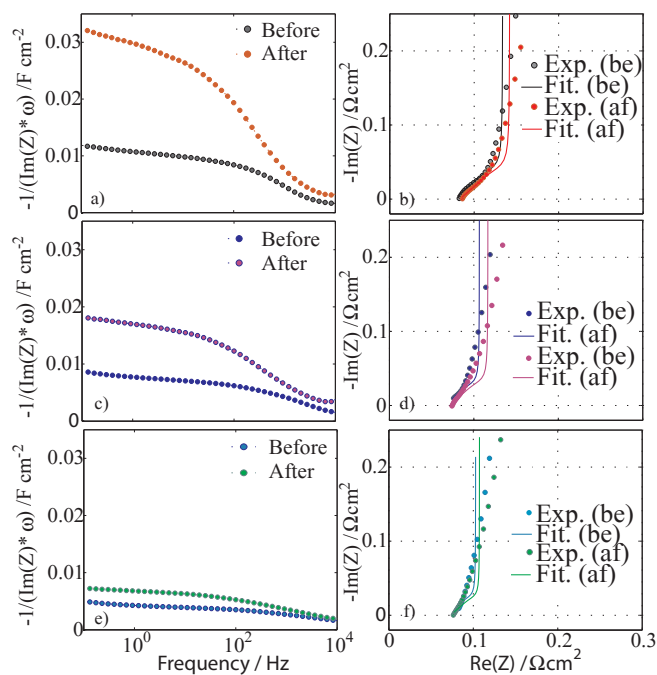 -1/(Im(Z)* ω) /F cm-2
0.03
0.02
0.01
0
Before
After
a)
-Im(Z) /Ωcm2
0.2
0.1
0
Exp. (be)
Fit. (be)
Exp. (af)
Fit. (af)
b)
-1/(Im(Z)* ω) /F cm-2
0.03
0.02
0.01
0
Before
After
c)
-Im(Z) /Ωcm2
0.2
0.1
0
Exp. (be)
Fit. (af)
Exp. (be)
Fit. (af)
d)
-1/(Im(Z)* ω) /F cm-2
0.03
0.02
0.01
0
Before
After
e)
10^0 10^2 10^4
Frequency / Hz
-Im(Z) /Ωcm2
0.2
0.1
0
Exp. (be)
Fit. (be)
Exp. (af)
Fit. (af)
f)
0 0.1 0.2 0.3
Re(Z) /Ωcm2